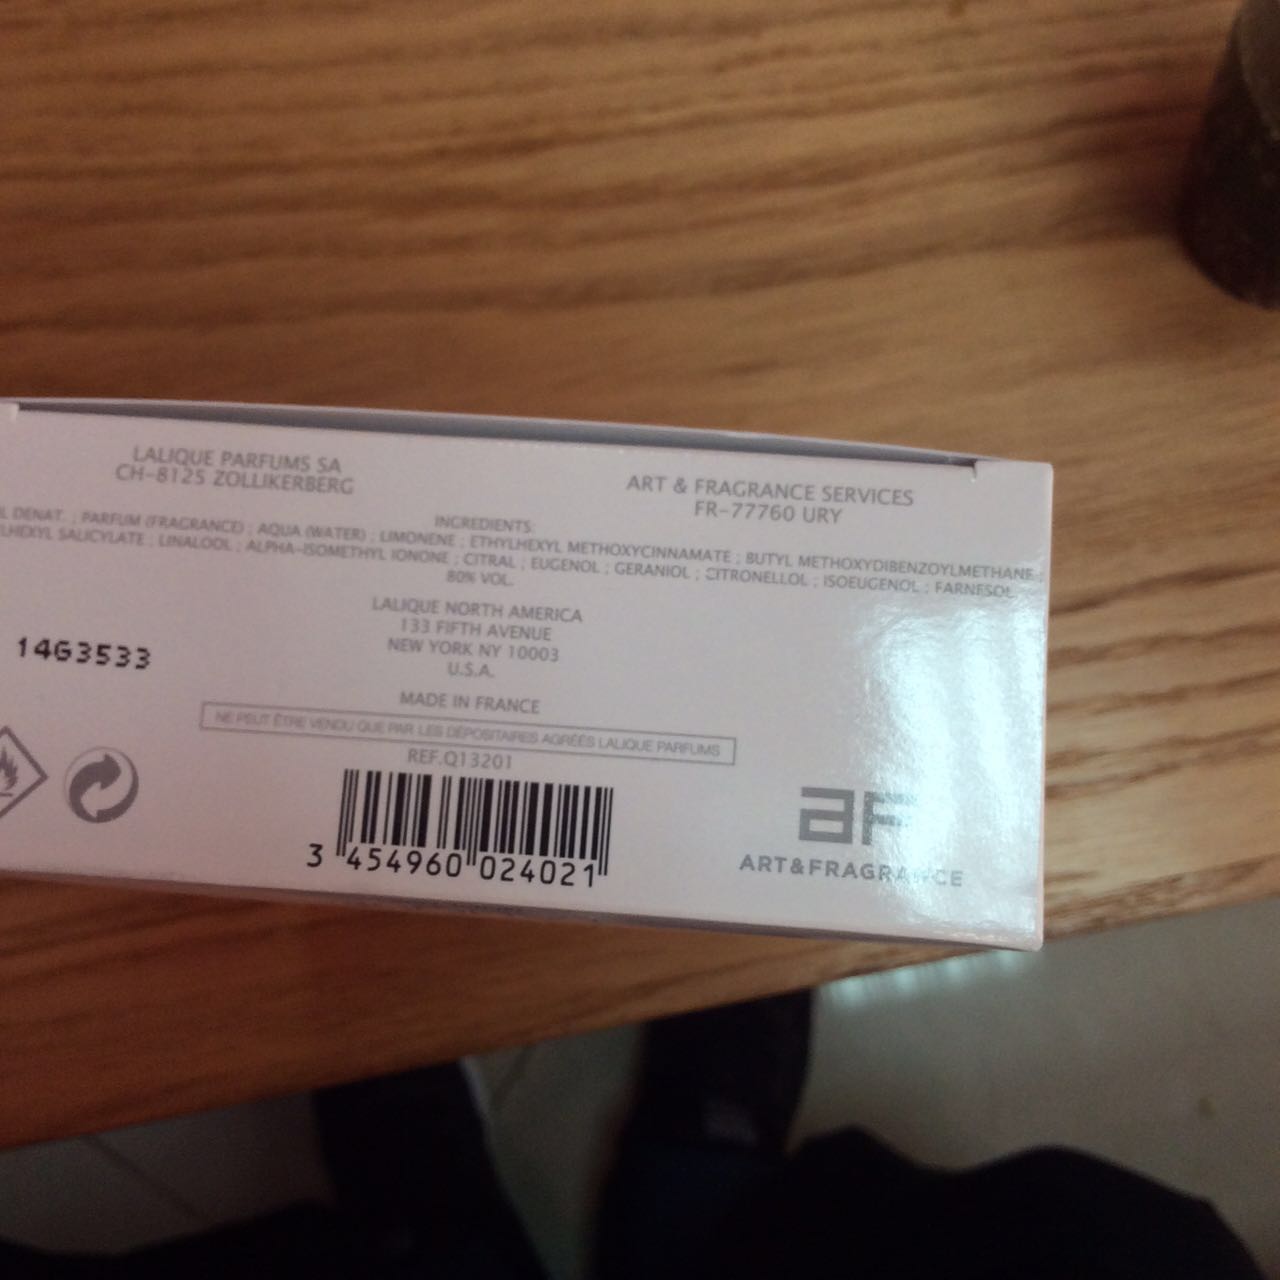 LALIQUE PARFUMS SA
CH-8125 ZOLLIKERBERG
ART & FRAGRANCE SERVICES
FR-77760 URY
INGREDIENTS:
DENAT. ; PARFUM (FRAGRANCE) ; AQUA (WATER) ; LIMONENE ; ETHYLHEXYL METHOXYCINNAMATE ; BUTYL METHOXYDIBENZOYLMETHANE ;
SALICYLATE ; LINALOOL ; ALPHA-ISOMETHYL IONONE ; CITRAL ; EUGENOL ; GERANIOL ; CITRONELLOL ; ISOEUGENOL ; FARNESOL
80% VOL.
LALIQUE NORTH AMERICA
133 FIFTH AVENUE
NEW YORK NY 10003
U.S.A.
14G3533
MADE IN FRANCE
NE PEUT ÊTRE VENDU QUE PAR LES DÉPOSITAIRES AGRÉÉS LALIQUE PARFUMS
REF.Q13201
3 454960 024021
aF
ART&FRAGRANCE